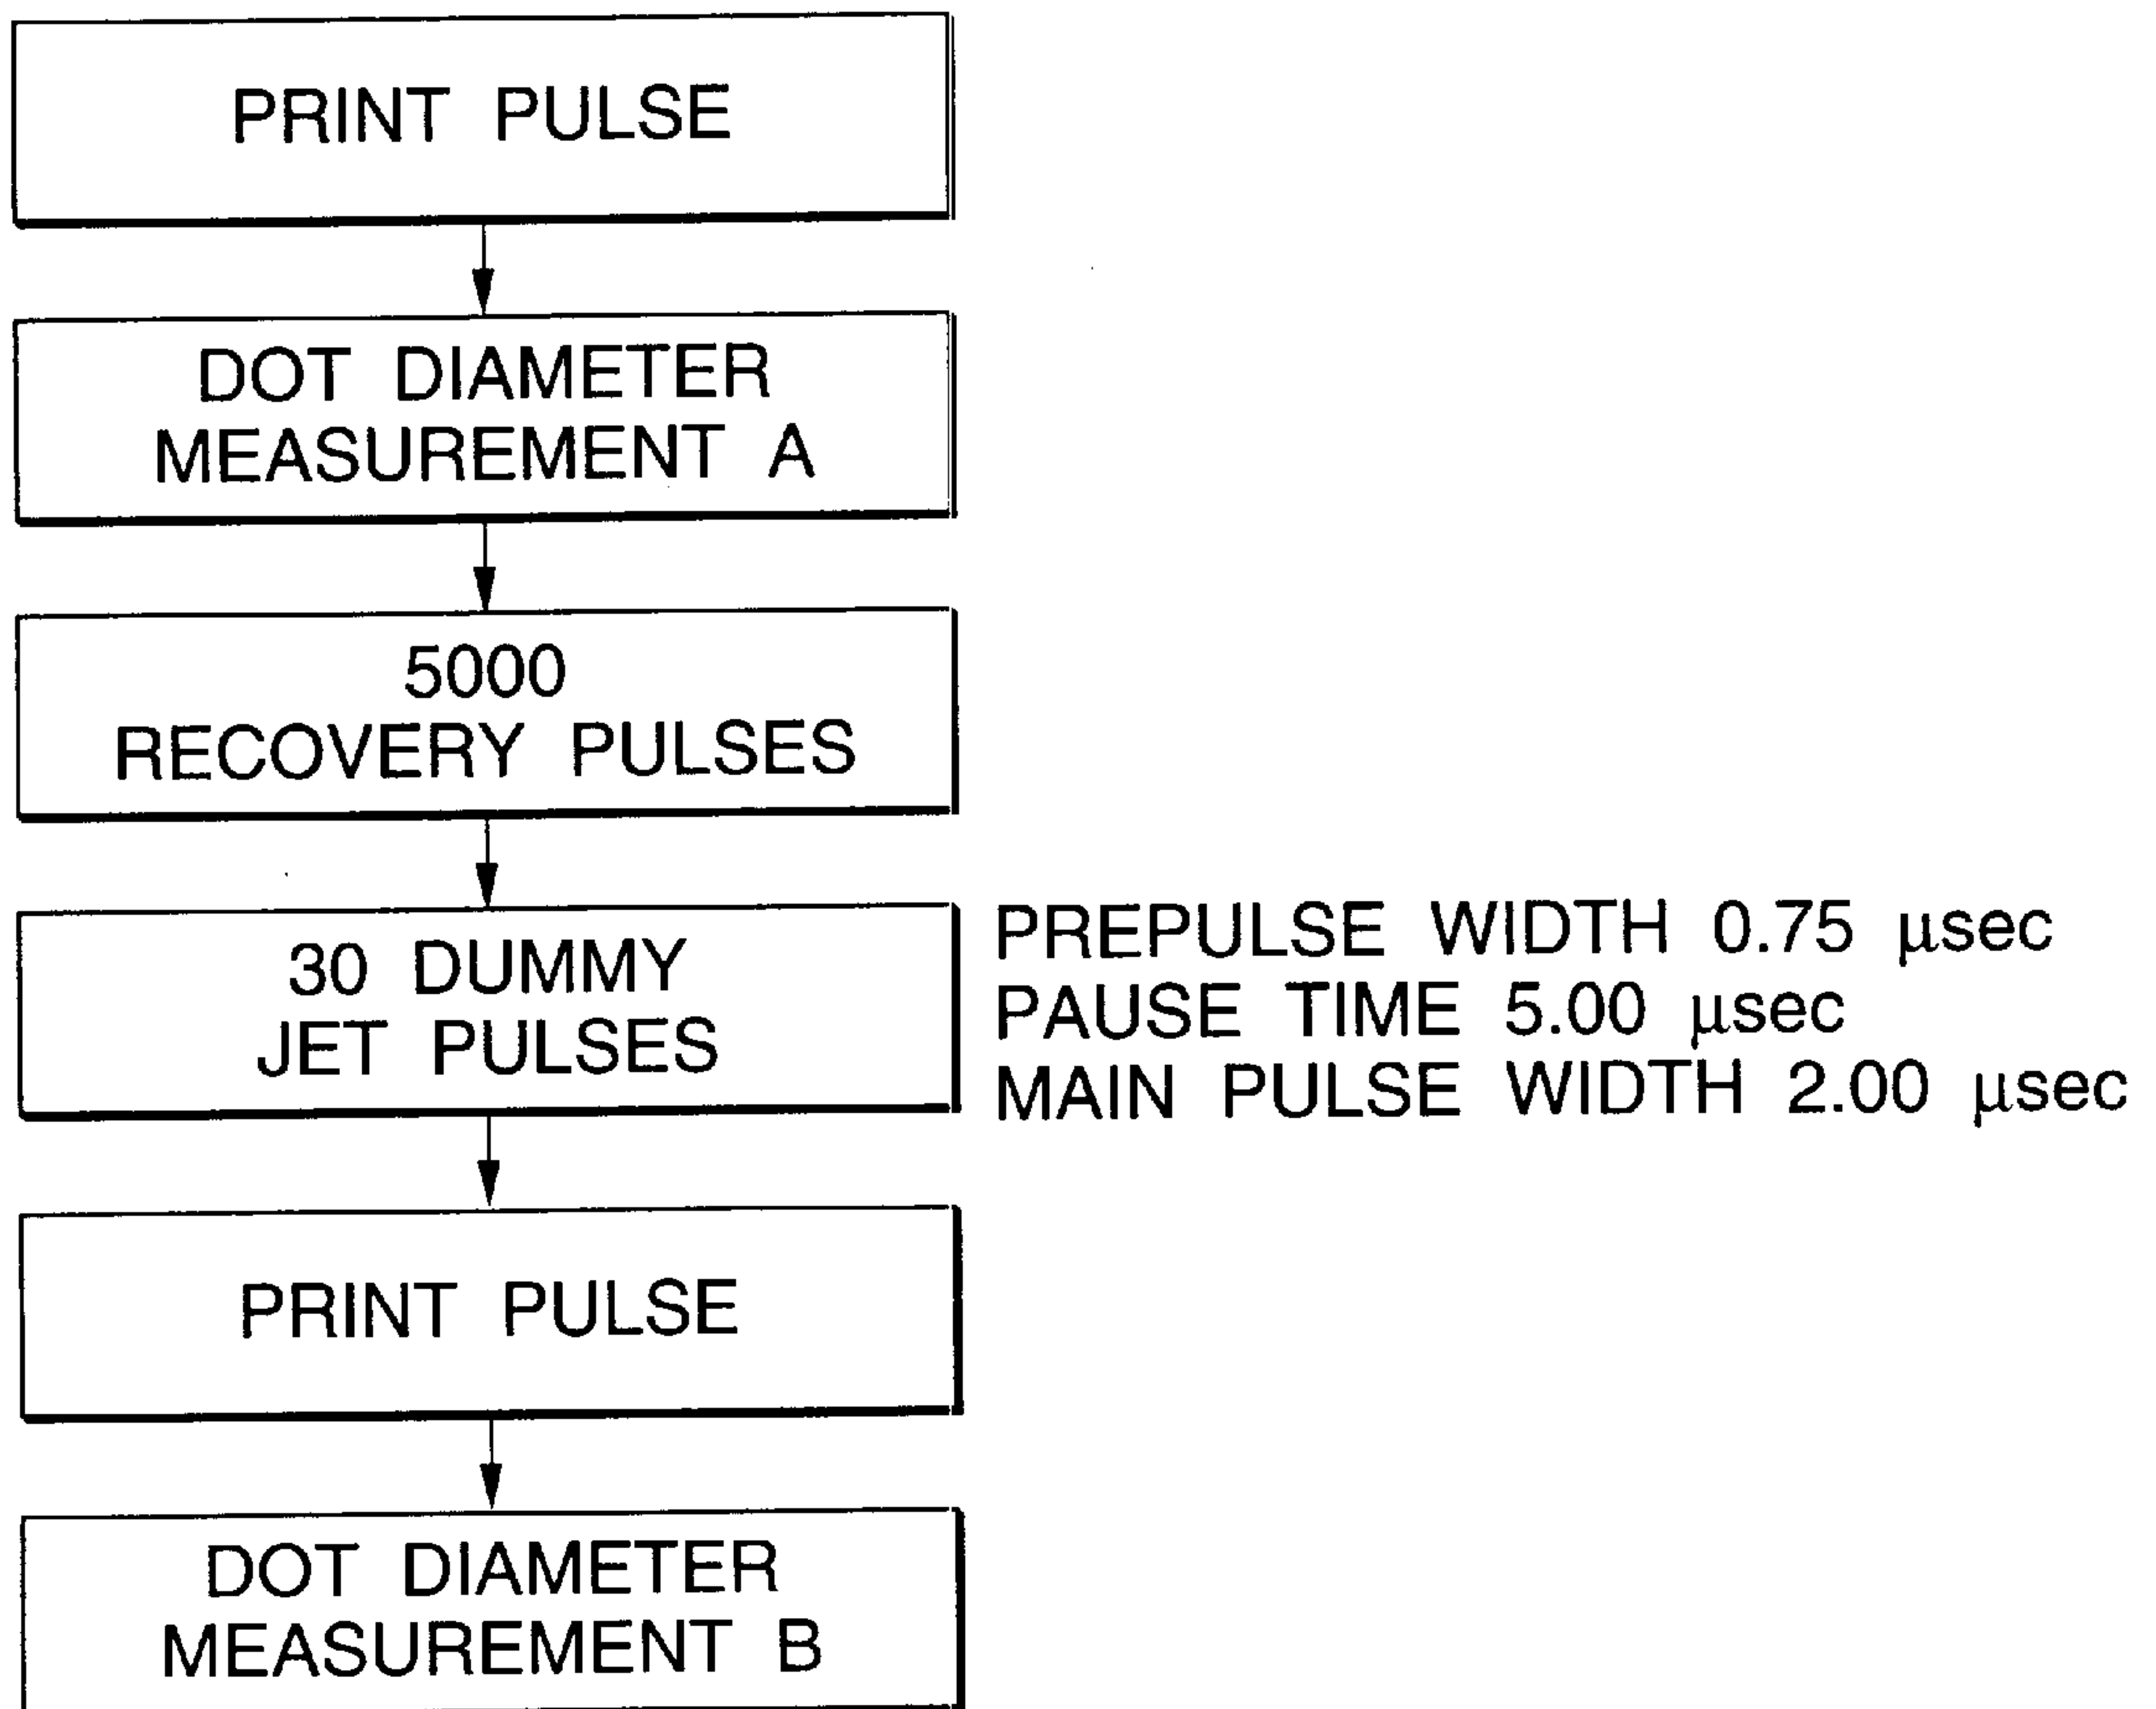 PRINT PULSE
DOT DIAMETER
MEASUREMENT A
5000
RECOVERY PULSES
30 DUMMY
JET PULSES
PREPULSE WIDTH 0.75 μsec
PAUSE TIME 5.00 μsec
MAIN PULSE WIDTH 2.00 μsec
PRINT PULSE
DOT DIAMETER
MEASUREMENT B